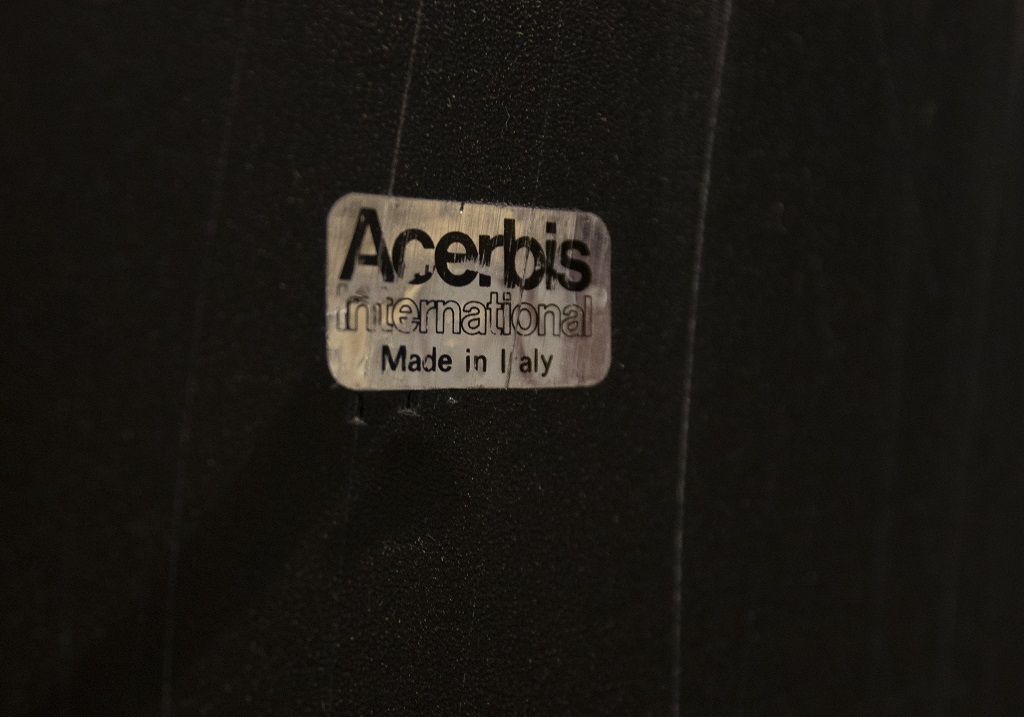 Acerbis
international
Made in Italy